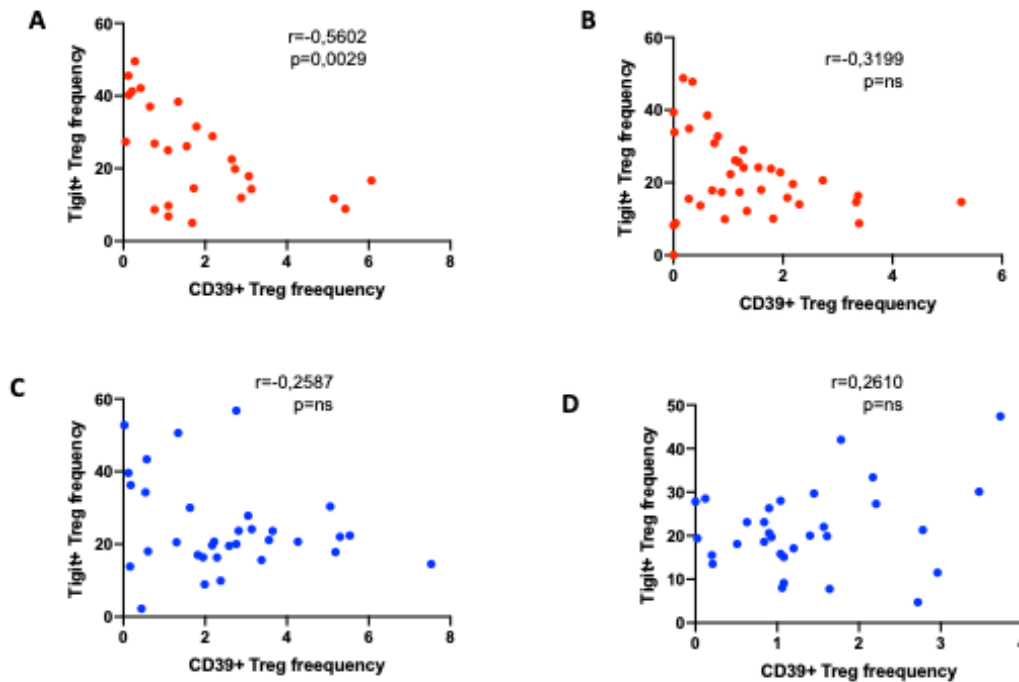 A
r=-0,5602
p=0,0029
Tigit+ Treg frequency
60
40
20
0
0 2 4 6 8
CD39+ Treg freequency
B
r=-0,3199
p=ns
Tigit+ Treg frequency
60
40
20
0
0 2 4 6
CD39+ Treg freequency
C
r=-0,2587
p=ns
Tigit+ Treg frequency
60
40
20
0
0 2 4 6 8
CD39+ Treg freequency
D
r=0,2610
p=ns
Tigit+ Treg frequency
50
40
30
20
10
0
0 1 2 3 4
CD39+ Treg freequency